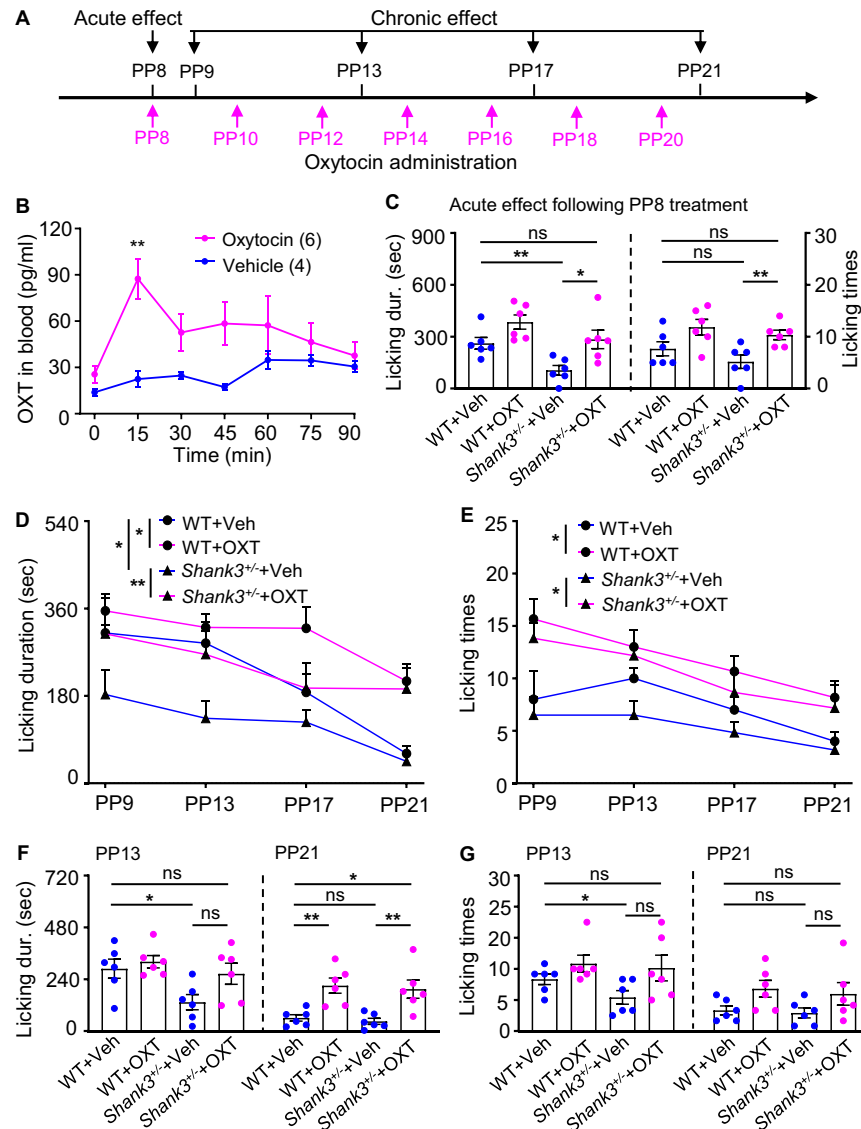 A
Acute effect
Chronic effect
PP8 PP9 PP13 PP17 PP21
PP8 PP10 PP12 PP14 PP16 PP18 PP20
Oxytocin administration
B
OXT in blood (pg/ml)
120
90
60
30
0
**
Oxytocin (6)
Vehicle (4)
0 15 30 45 60 75 90
Time (min)
C
Acute effect following PP8 treatment
Licking dur. (sec)
900
600
300
0
ns
**
*
ns
ns
**
30
20
10
0
Licking times
WT+Veh
WT+OXT
Shank3+/-+Veh
Shank3+/-+OXT
WT+Veh
WT+OXT
Shank3+/-+Veh
Shank3+/-+OXT
D
Licking duration (sec)
540
360
180
0
*
*
**
WT+Veh
WT+OXT
Shank3+/-+Veh
Shank3+/-+OXT
PP9 PP13 PP17 PP21
E
Licking times
25
20
15
10
5
0
*
*
WT+Veh
WT+OXT
Shank3+/-+Veh
Shank3+/-+OXT
PP9 PP13 PP17 PP21
F
PP13
PP21
Licking dur. (sec)
720
480
240
0
ns
*
ns
*
ns
**
**
WT+Veh
WT+OXT
Shank3+/-+Veh
Shank3+/-+OXT
WT+Veh
WT+OXT
Shank3+/-+Veh
Shank3+/-+OXT
G
PP13
PP21
Licking times
30
25
20
10
5
0
ns
*
ns
ns
ns
ns
WT+Veh
WT+OXT
Shank3+/-+Veh
Shank3+/-+OXT
WT+Veh
WT+OXT
Shank3+/-+Veh
Shank3+/-+OXT